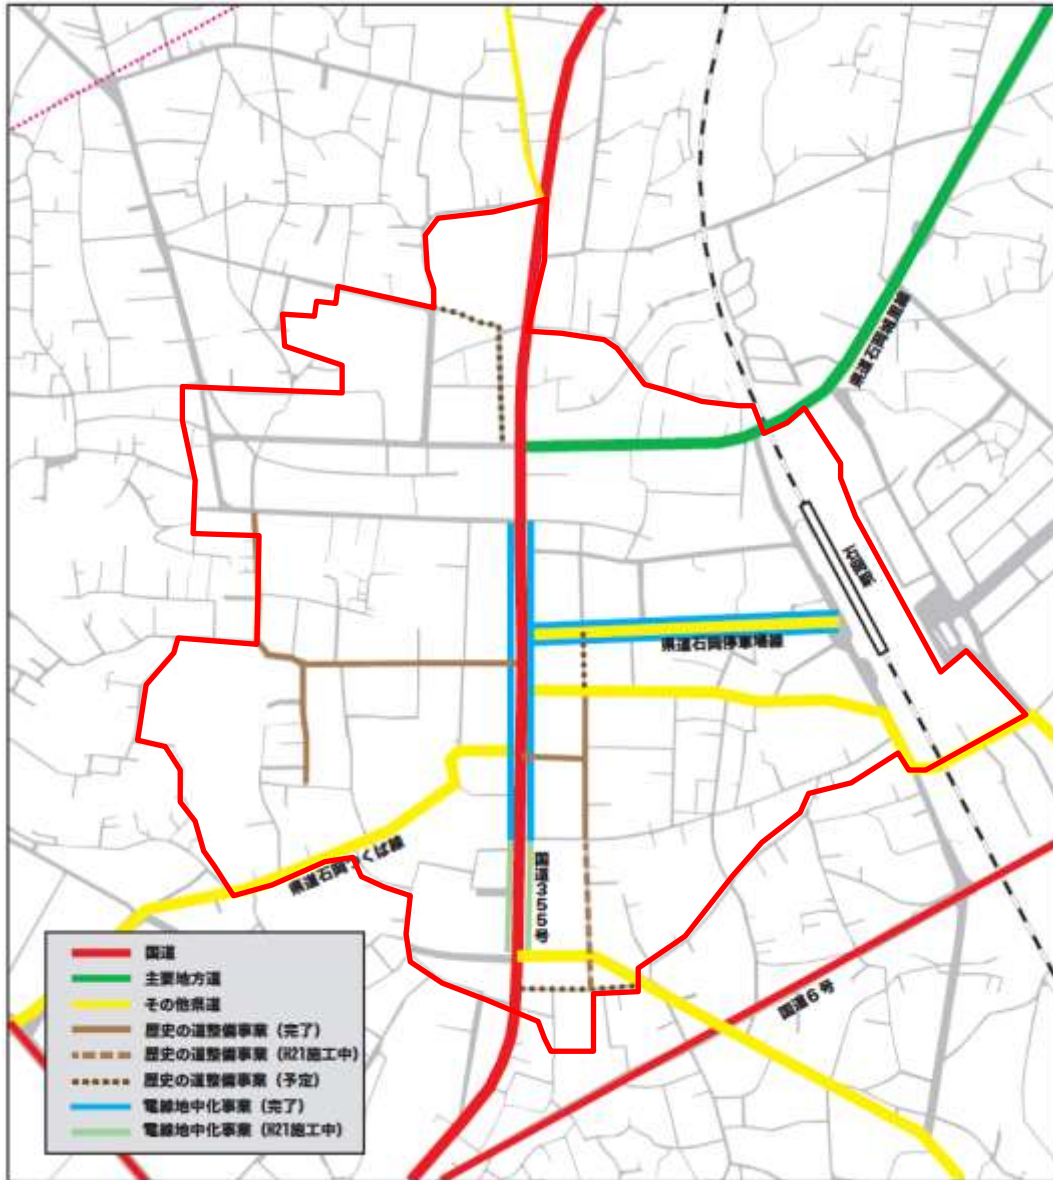 県道石岡筑里線
石岡駅
県道石岡停車場線
県道石岡つくば線
国道355号
国道6号
国道
主要地方道
その他県道
歴史の道整備事業（完了）
歴史の道整備事業（H21施工中）
歴史の道整備事業（予定）
電線地中化事業（完了）
電線地中化事業（H21施工中）